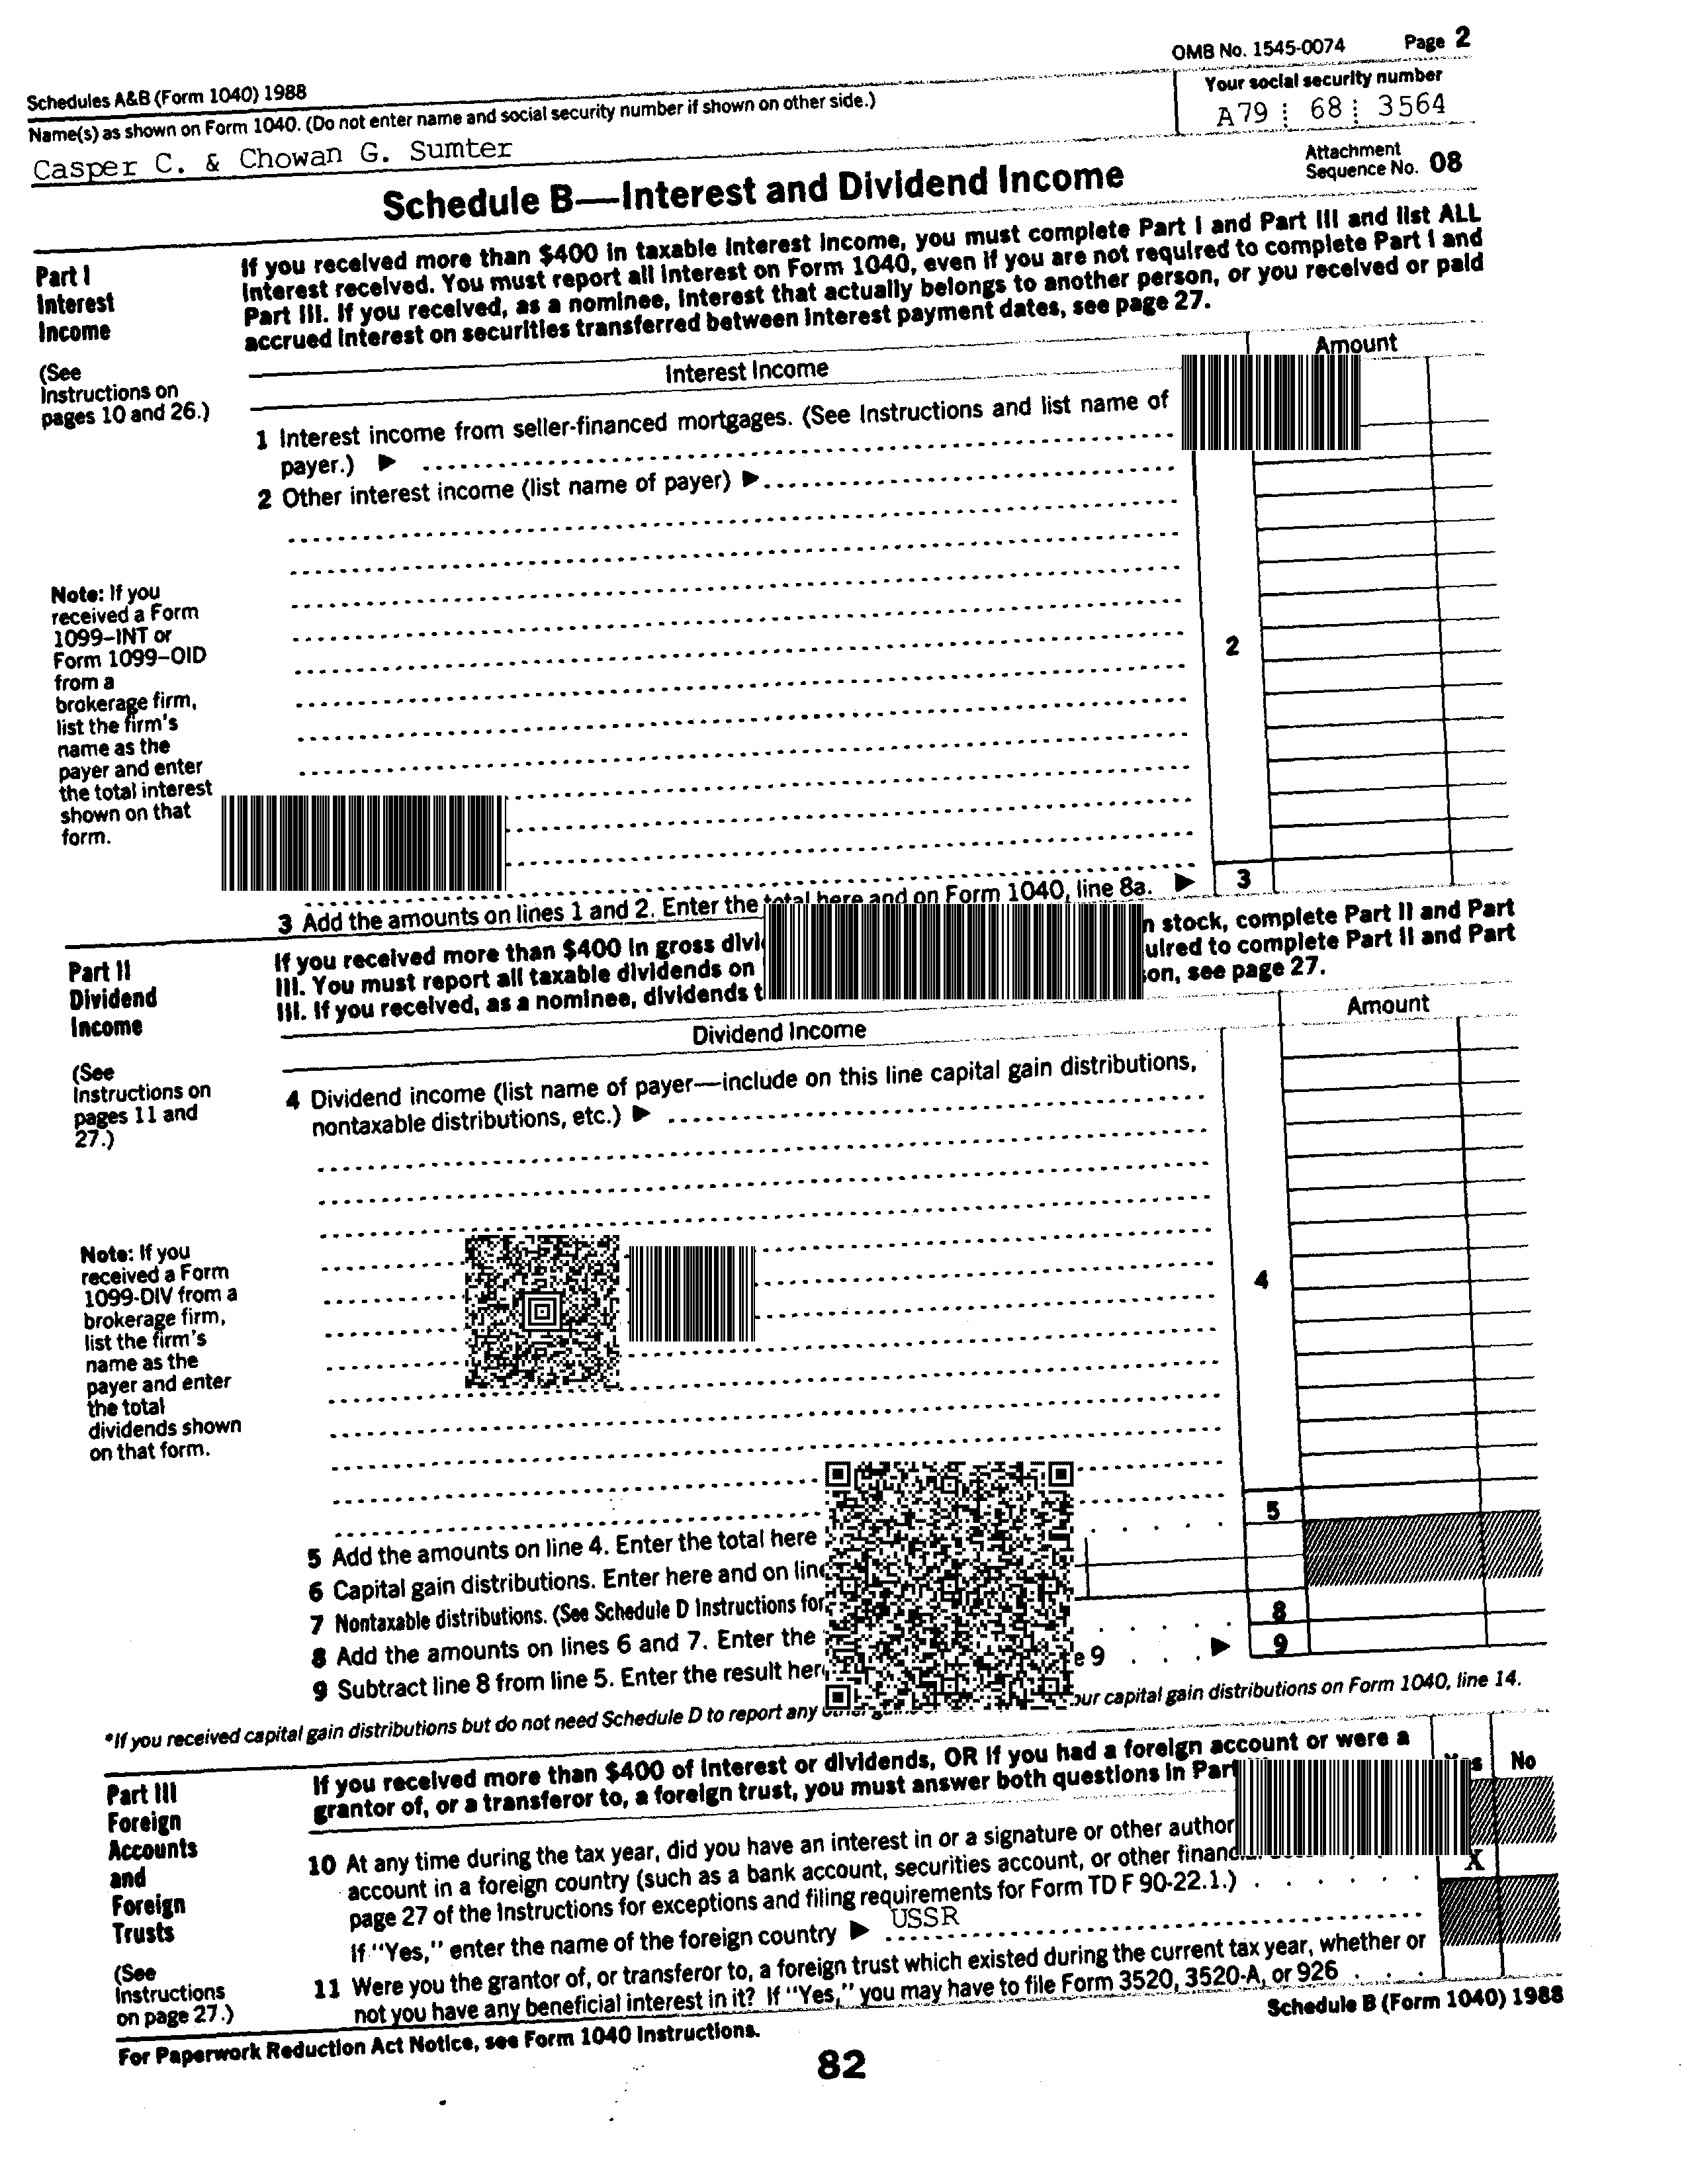 OMB No. 1545-0074 Page 2
Schedules A&B (Form 1040) 1988
Name(s) as shown on Form 1040. (Do not enter name and social security number if shown on other side.)
Your social security number
Casper C. & Chowan G. Sumter
A79 68 3564
Schedule B—Interest and Dividend Income
Attachment
Sequence No. 08
Part I
Interest
Income
If you received more than $400 in taxable interest income, you must complete Part I and Part III and list ALL
interest received. You must report all interest on Form 1040, even if you are not required to complete Part I and
Part III. If you received, as a nominee, interest that actually belongs to another person, or you received or paid
accrued interest on securities transferred between interest payment dates, see page 27.
(See
Instructions on
pages 10 and 26.)
Interest Income
Amount
1 Interest income from seller-financed mortgages. (See Instructions and list name of
payer.) ▶
2 Other interest income (list name of payer) ▶
Note: If you
received a Form
1099–INT or
Form 1099–OID
from a
brokerage firm,
list the firm's
name as the
payer and enter
the total interest
shown on that
form.
2
3 Add the amounts on lines 1 and 2. Enter the total here and on Form 1040, line 8a. ▶ 3
Part II
Dividend
Income
If you received more than $400 in gross n stock, complete Part II and Part
III. You must report all taxable dividends on to complete Part II and Part
III. If you received, as a nominee, dividends see page 27.
(See
Instructions on
pages 11 and
27.)
Dividend Income
Amount
4 Dividend income (list name of payer—include on this line capital gain distributions,
nontaxable distributions, etc.) ▶
Note: If you
received a Form
1099-DIV from a
brokerage firm,
list the firm's
name as the
payer and enter
the total
dividends shown
on that form.
4
5 Add the amounts on line 4. Enter the total here 5
6 Capital gain distributions. Enter here and on
7 Nontaxable distributions. (See Schedule D Instructions for
8 Add the amounts on lines 6 and 7. Enter the 8
9 Subtract line 8 from line 5. Enter the result e 9 ▶ 9
*If you received capital gain distributions but do not need Schedule D to report any capital gain distributions on Form 1040, line 14.
Part III
Foreign
Accounts
and
Foreign
Trusts
(See
Instructions
on page 27.)
If you received more than $400 of interest or dividends, OR if you had a foreign account or were a
grantor of, or a transferor to, a foreign trust, you must answer both questions in Part
No
10 At any time during the tax year, did you have an interest in or a signature or other
account in a foreign country (such as a bank account, securities account, or other
page 27 of the Instructions for exceptions and filing requirements for Form TD F 90-22.1.) X
If "Yes," enter the name of the foreign country ▶ USSR
11 Were you the grantor of, or transferor to, a foreign trust which existed during the current tax year, whether or
not you have any beneficial interest in it? If "Yes," you may have to file Form 3520, 3520-A, or 926
For Paperwork Reduction Act Notice, see Form 1040 Instructions.
Schedule B (Form 1040) 1988
82